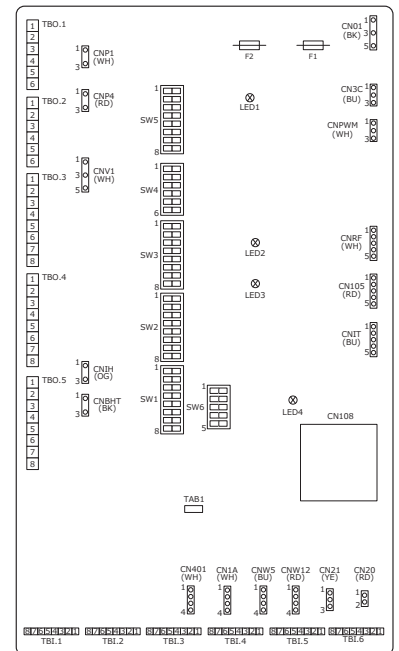 1 TBO.1
2
3
4
5
6
1 TBO.2
2
3
4
5
6
1 TBO.3
2
3
4
5
6
7
8
1 TBO.4
2
3
4
5
6
7
8
1 TBO.5
2
3
4
5
6
7
8
1 CNP1
3 (WH)
1 CNP4
3 (RD)
1 CNV1
3 (WH)
5
1 CNIH
3 (OG)
1 CNBHT
3 (BK)
1
SW5
8
1
SW4
6
1
SW3
8
1
SW2
8
1
SW1
8
1
SW6
5
F2
F1
LED1
LED2
LED3
LED4
CN01 1
(BK) 3
5
CN3C 1
(BU) 3
CNPWM 1
(WH) 3
CNRF 1
(WH)
5
CN105 1
(RD)
5
CNIT 1
(BU)
5
CN108
TAB1
CN401 CN1A CNW5 CNW12 CN21 CN20
(WH) (WH) (BU) (RD) (YE) (RD)
1 1 1 1 1 1
4 4 4 4 3 2
87654321 87654321 87654321 87654321 87654321 87654321
TBI.1 TBI.2 TBI.3 TBI.4 TBI.5 TBI.6